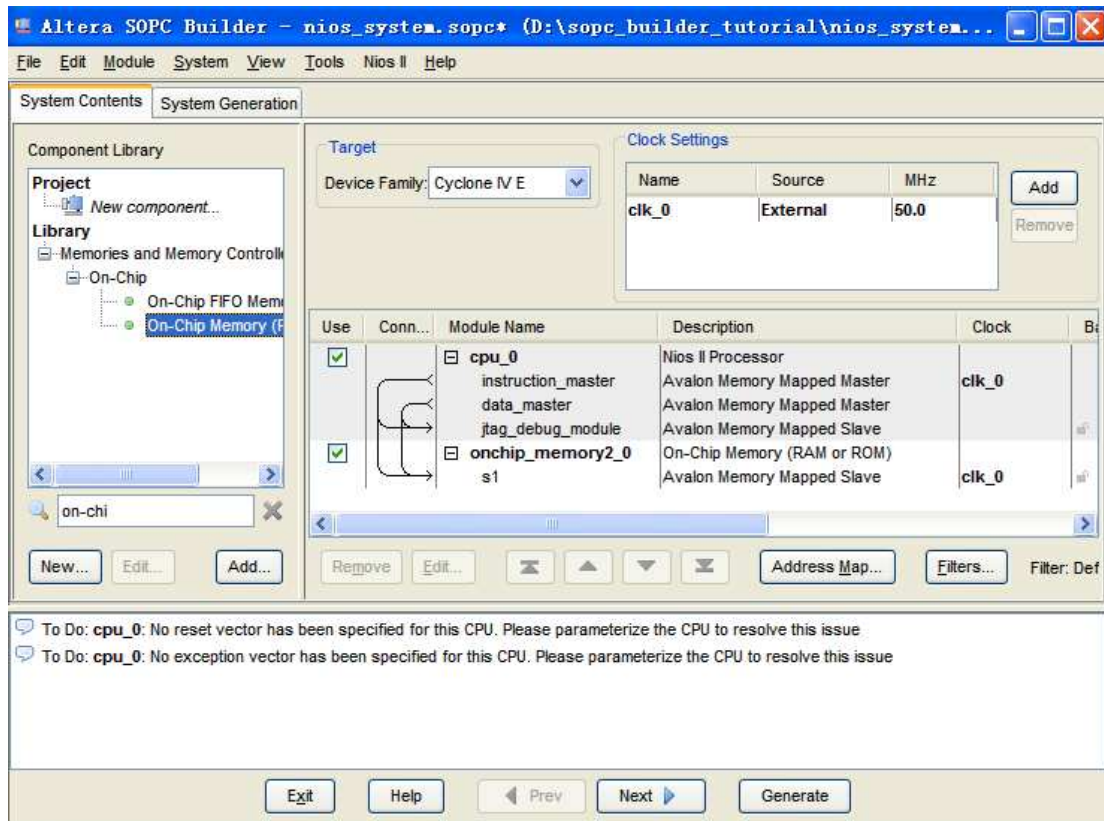 Altera SOPC Builder - nios_system.sopc* (D:\sopc_builder_tutorial\nios_system...
File Edit Module System View Tools Nios II Help
System Contents System Generation
Component Library
Project
New component...
Library
Memories and Memory Controlle
On-Chip
On-Chip FIFO Mem
On-Chip Memory (R
on-chi
New... Edit... Add...
Target
Device Family: Cyclone IV E
Clock Settings
Name Source MHz
clk_0 External 50.0
Add
Remove
Use Conn... Module Name Description Clock Ba
cpu_0 Nios II Processor
instruction_master Avalon Memory Mapped Master clk_0
data_master Avalon Memory Mapped Master
jtag_debug_module Avalon Memory Mapped Slave
onchip_memory2_0 On-Chip Memory (RAM or ROM)
s1 Avalon Memory Mapped Slave clk_0
Remove Edit... Address Map... Filters... Filter: Def
To Do: cpu_0: No reset vector has been specified for this CPU. Please parameterize the CPU to resolve this issue
To Do: cpu_0: No exception vector has been specified for this CPU. Please parameterize the CPU to resolve this issue
Exit Help Prev Next Generate